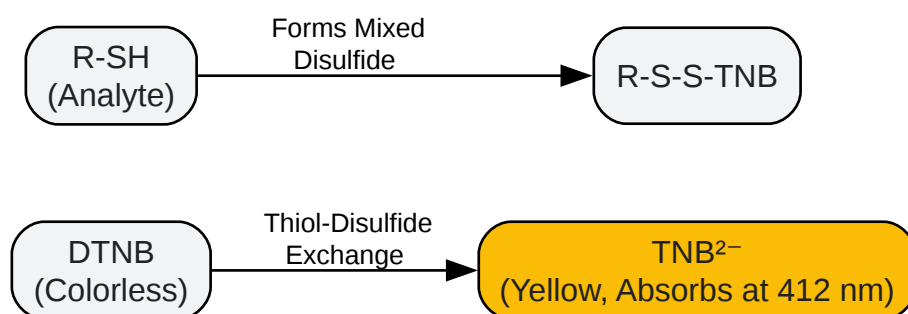 R-SH
(Analyte)
Forms Mixed
Disulfide
R-S-S-TNB
DTNB
(Colorless)
Thiol-Disulfide
Exchange
TNB²⁻
(Yellow, Absorbs at 412 nm)